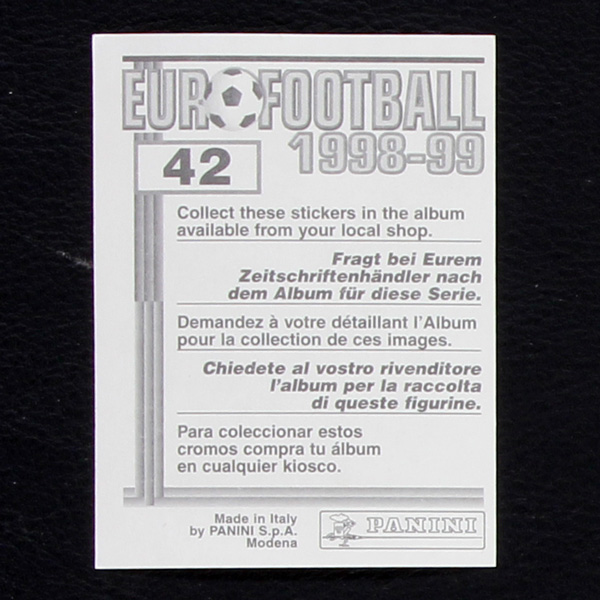 EUROFOOTBALL
1998-99
42
Collect these stickers in the album
available from your local shop.
Fragt bei Eurem
Zeitschriftenhändler nach
dem Album für diese Serie.
Demandez à votre détaillant l'Album
pour la collection de ces images.
Chiedete al vostro rivenditore
l'album per la raccolta
di queste figurine.
Para coleccionar estos
cromos compra tu álbum
en cualquier kiosco.
Made in Italy
by PANINI S.p.A.
Modena
PANINI